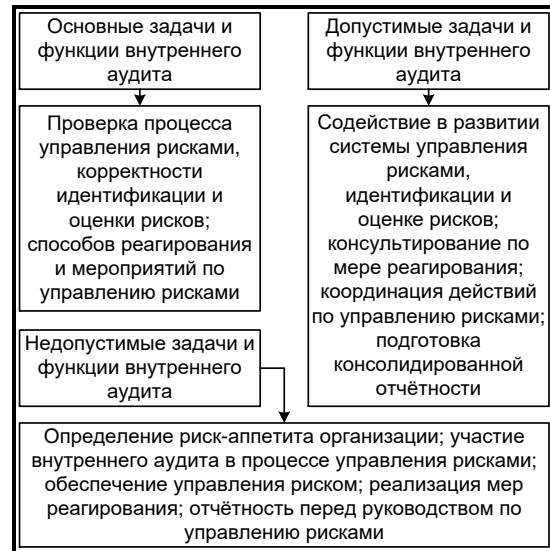 Основные задачи и
функции внутреннего
аудита
Допустимые задачи и
функции внутреннего
аудита
Проверка процесса
управления рисками,
корректности
идентификации и
оценки рисков;
способов реагирования
и мероприятий по
управлению рисками
Содействие в развитии
системы управления
рисками,
идентификации и
оценке рисков;
консультирование по
мере реагирования;
координация действий
по управлению рисками;
подготовка
консолидированной
отчётности
Недопустимые задачи и
функции внутреннего
аудита
Определение риск-аппетита организации; участие
внутреннего аудита в процессе управления рисками;
обеспечение управления риском; реализация мер
реагирования; отчётность перед руководством по
управлению рисками